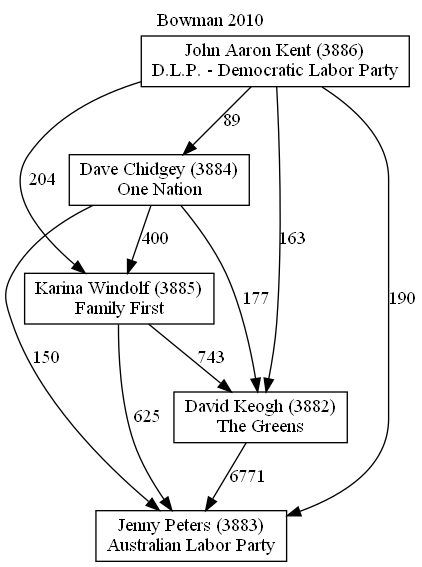 Bowman 2010
John Aaron Kent (3886)
D.L.P. - Democratic Labor Party
89
Dave Chidgey (3884)
One Nation
204
400
163
190
177
Karina Windolf (3885)
Family First
150
743
625
David Keogh (3882)
The Greens
6771
Jenny Peters (3883)
Australian Labor Party